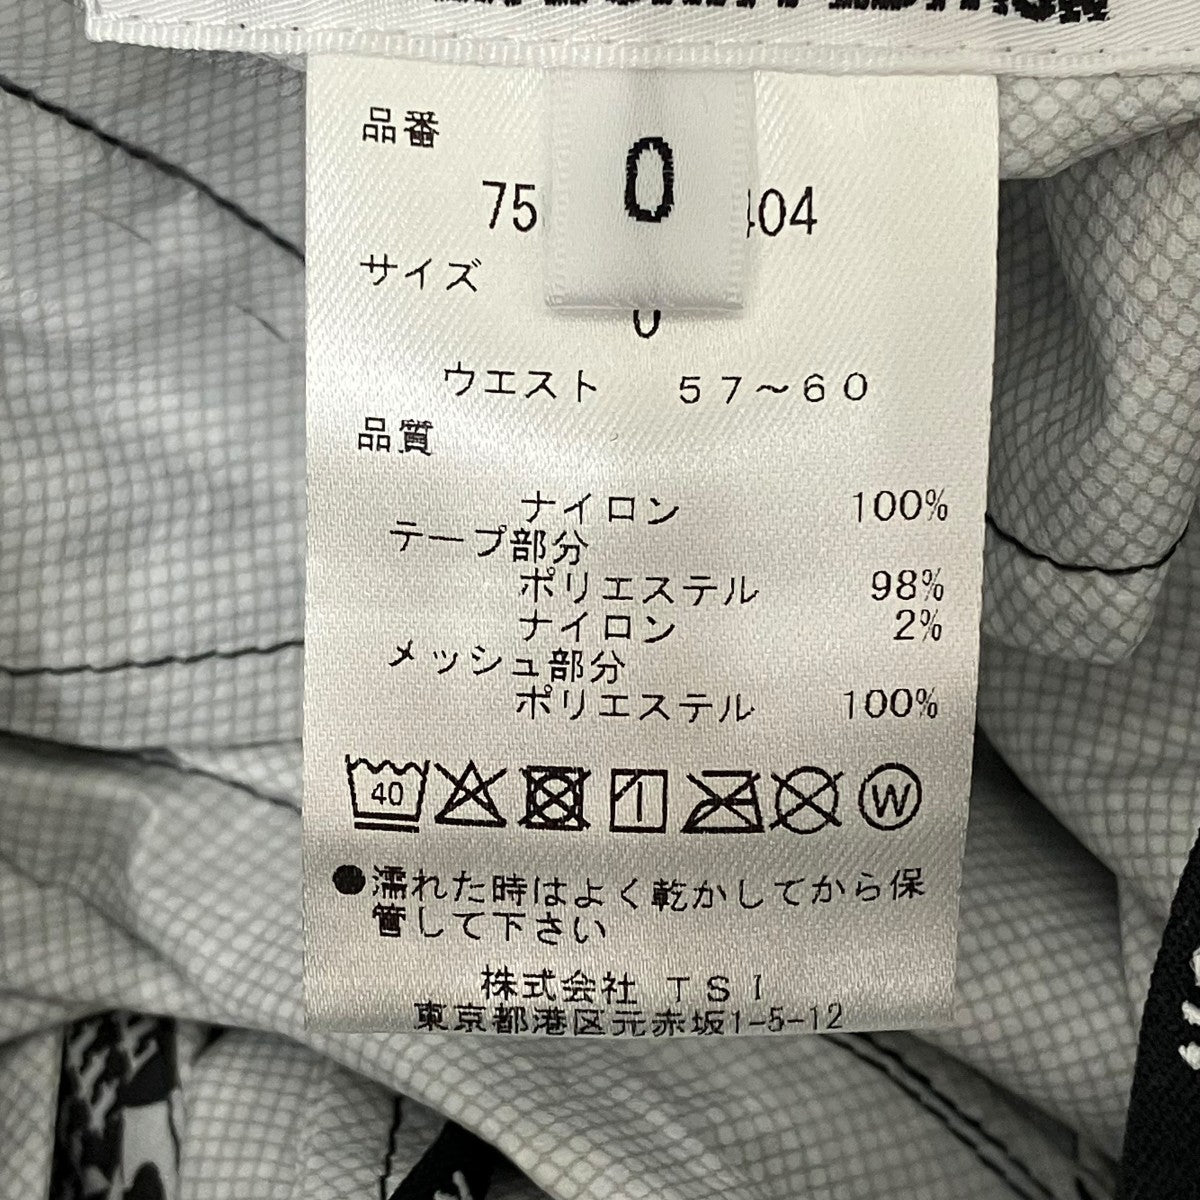 品番
75
0
404
サイズ
0
ウエスト 57～60
品質
ナイロン 100%
テープ部分
ポリエステル 98%
ナイロン 2%
メッシュ部分
ポリエステル 100%
40
W
●濡れた時はよく乾かしてから保
管して下さい
株式会社 TSI
東京都港区元赤坂1-5-12